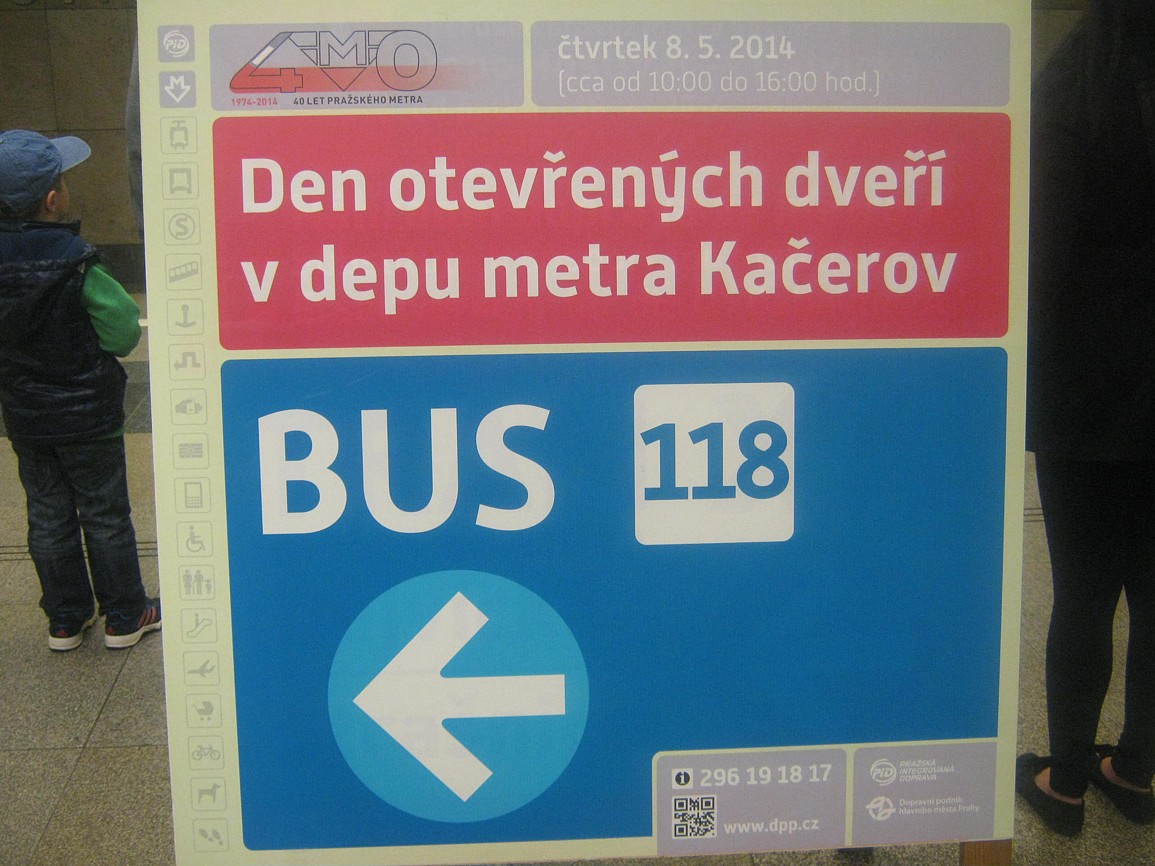 PiD
M
S
4MO
1974-2014 40 LET PRAŽSKÉHO METRA
čtvrtek 8. 5. 2014
(cca od 10:00 do 16:00 hod.)
Den otevřených dveří
v depu metra Kačerov
BUS 118
i 296 19 18 17
www.dpp.cz
PiD PRAŽSKÁ
INTEGROVANÁ
DOPRAVA
Dopravní podnik
hlavního města Prahy